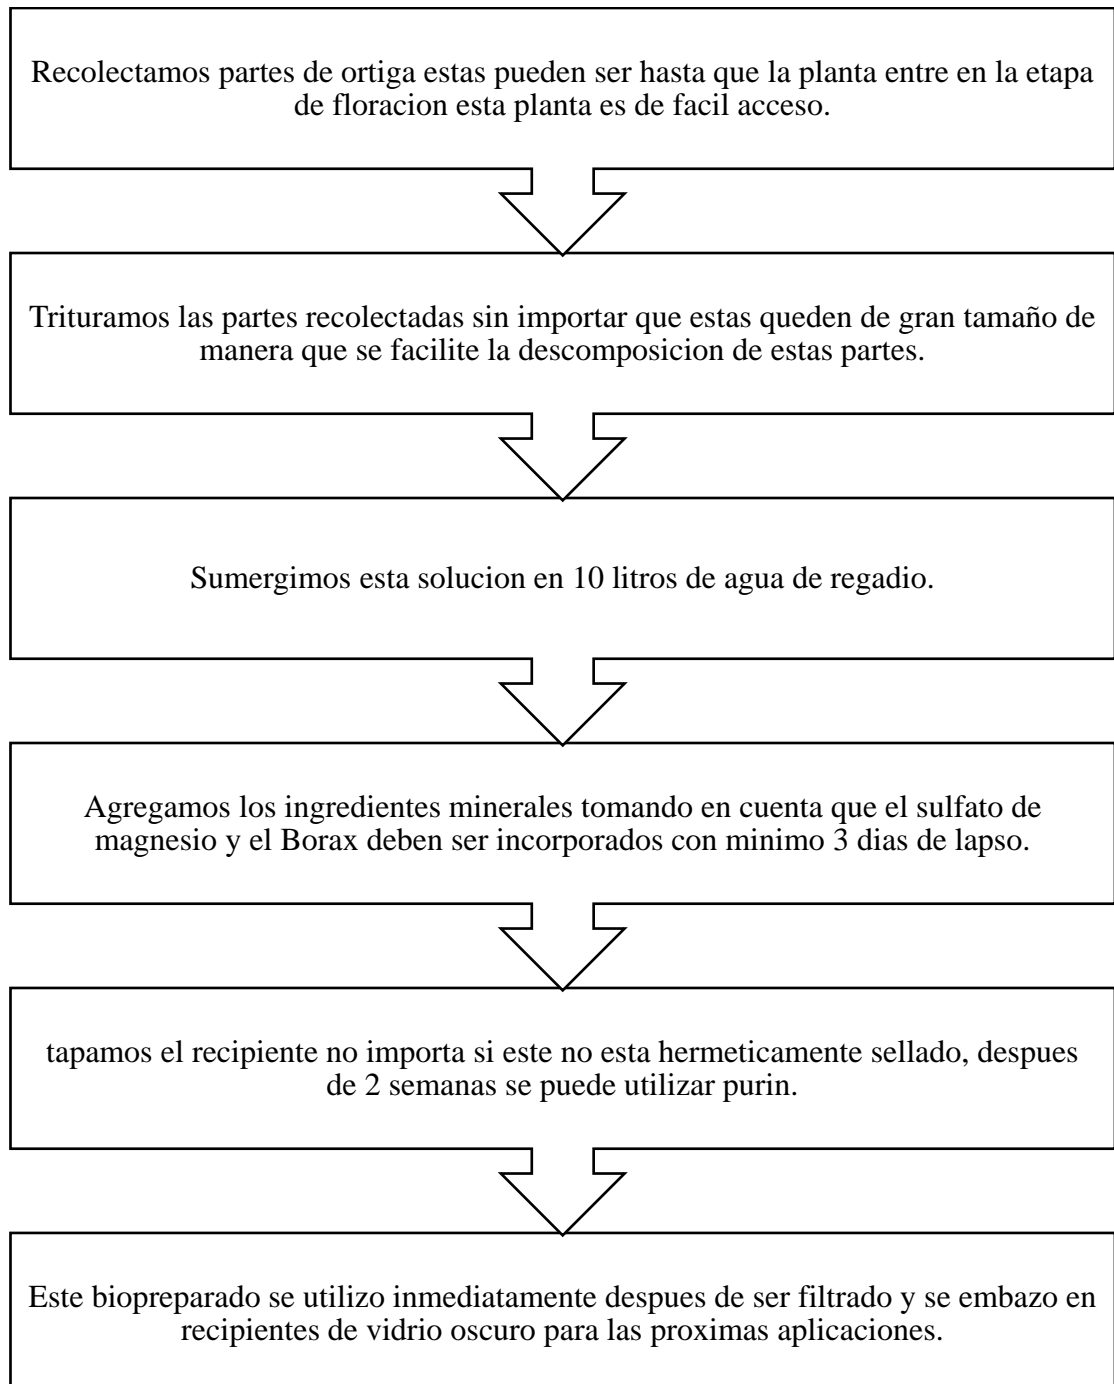 Recolectamos partes de ortiga estas pueden ser hasta que la planta entre en la etapa
de floracion esta planta es de facil acceso.
Trituramos las partes recolectadas sin importar que estas queden de gran tamaño de
manera que se facilite la descomposicion de estas partes.
Sumergimos esta solucion en 10 litros de agua de regadio.
Agregamos los ingredientes minerales tomando en cuenta que el sulfato de
magnesio y el Borax deben ser incorporados con minimo 3 dias de lapso.
tapamos el recipiente no importa si este no esta hermeticamente sellado, despues
de 2 semanas se puede utilizar purin.
Este biopreparado se utilizo inmediatamente despues de ser filtrado y se embazo en
recipientes de vidrio oscuro para las proximas aplicaciones.